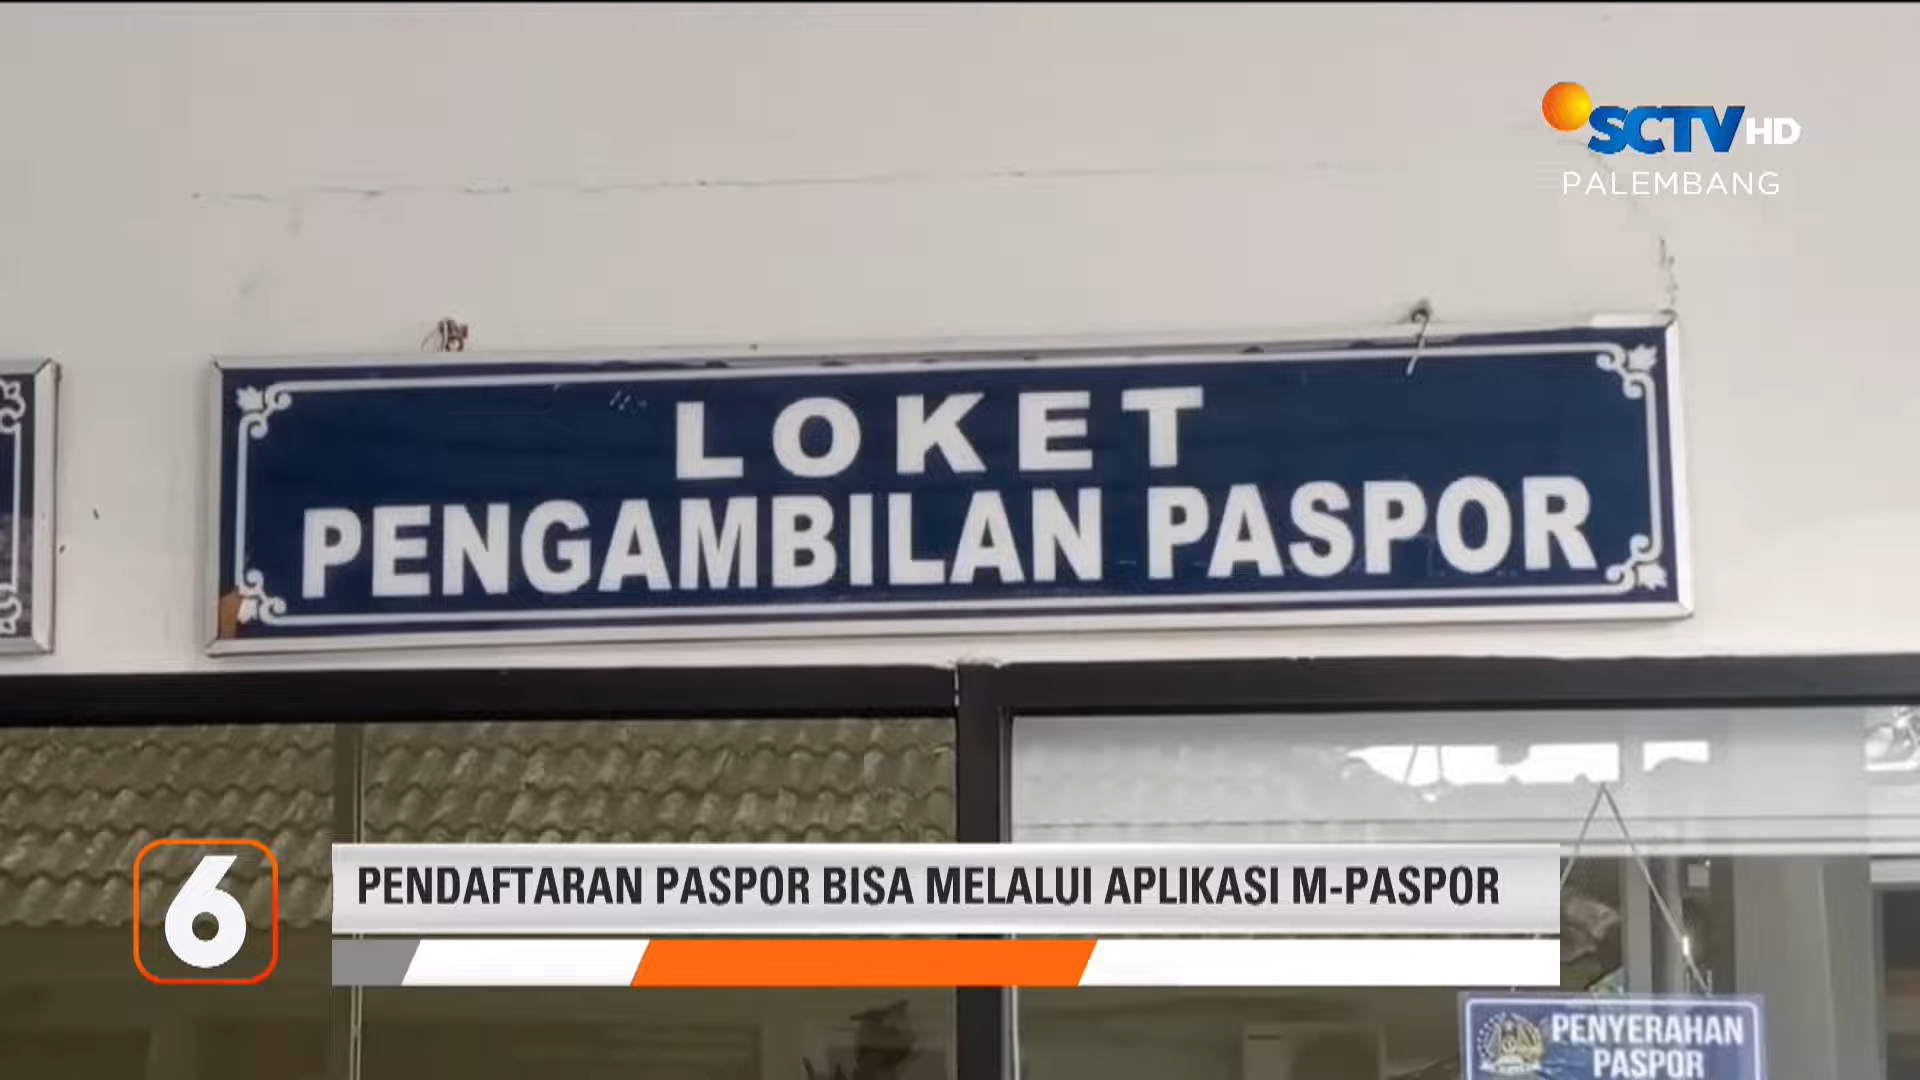 SCTV HD
PALEMBANG
LOKET
PENGAMBILAN PASPOR
6
PENDAFTARAN PASPOR BISA MELALUI APLIKASI M-PASPOR
PENYERAHAN
PASPOR